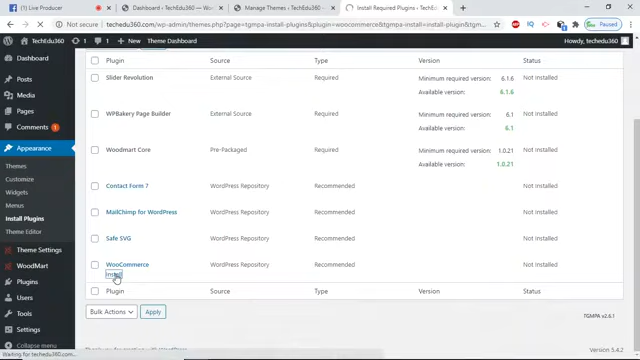 Live Producer
Dashboard ‹ TechEdu360 — Wo
Manage Themes ‹ TechEdu360 —
Install Required Plugins ‹ TechEd
Not secure | techedu360.com/wp-admin/themes.php?page=tgmpa-install-plugins&plugin=woocommerce&tgmpa-install=install-plugin&tgmpa
Paused
TechEdu360 1 1 + New Theme Dashboard Howdy, techedu360
Dashboard
Posts
Media
Pages
Comments 1
Appearance
Themes
Customize
Widgets
Menus
Install Plugins
Theme Editor
Theme Settings
WoodMart
Plugins
Users
Tools
Settings
Collapse menu
Plugin Source Type Version Status
Slider Revolution External Source Required Minimum required version: 6.1.6 Not Installed
Available version: 6.1.6
WPBakery Page Builder External Source Required Minimum required version: 6.1 Not Installed
Available version: 6.1
Woodmart Core Pre-Packaged Required Minimum required version: 1.0.21 Not Installed
Available version: 1.0.21
Contact Form 7 WordPress Repository Recommended Not Installed
MailChimp for WordPress WordPress Repository Recommended Not Installed
Safe SVG WordPress Repository Recommended Not Installed
WooCommerce WordPress Repository Recommended Not Installed
Install
Plugin Source Type Version Status
Bulk Actions Apply
TGMPA v2.6.1
Version 5.4.2
Waiting for techedu360.com...